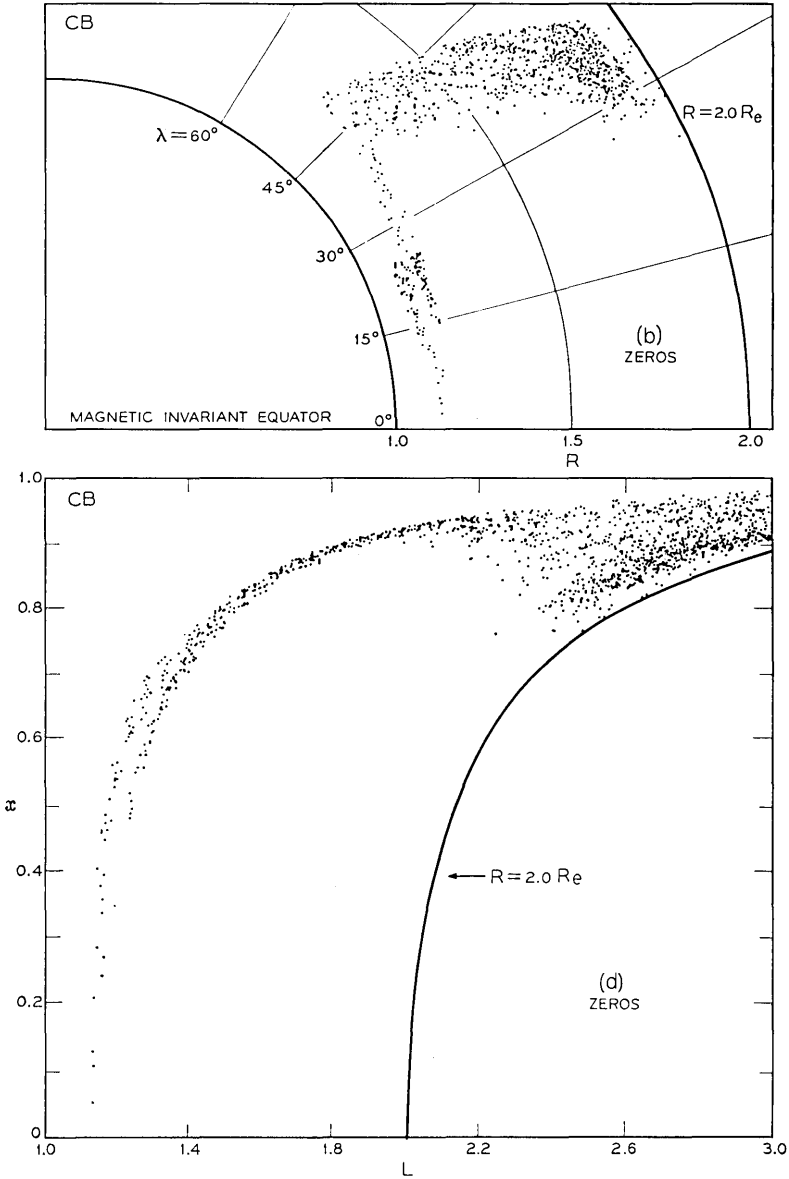 CB
λ=60°
R=2.0 Re
45°
30°
15°
(b)
ZEROS
MAGNETIC INVARIANT EQUATOR 0°
1.0 1.5 2.0
R
1.0
CB
0.8
0.6
x
0.4
R=2.0 Re
0.2
(d)
ZEROS
0
1.0 1.4 1.8 2.2 2.6 3.0
L